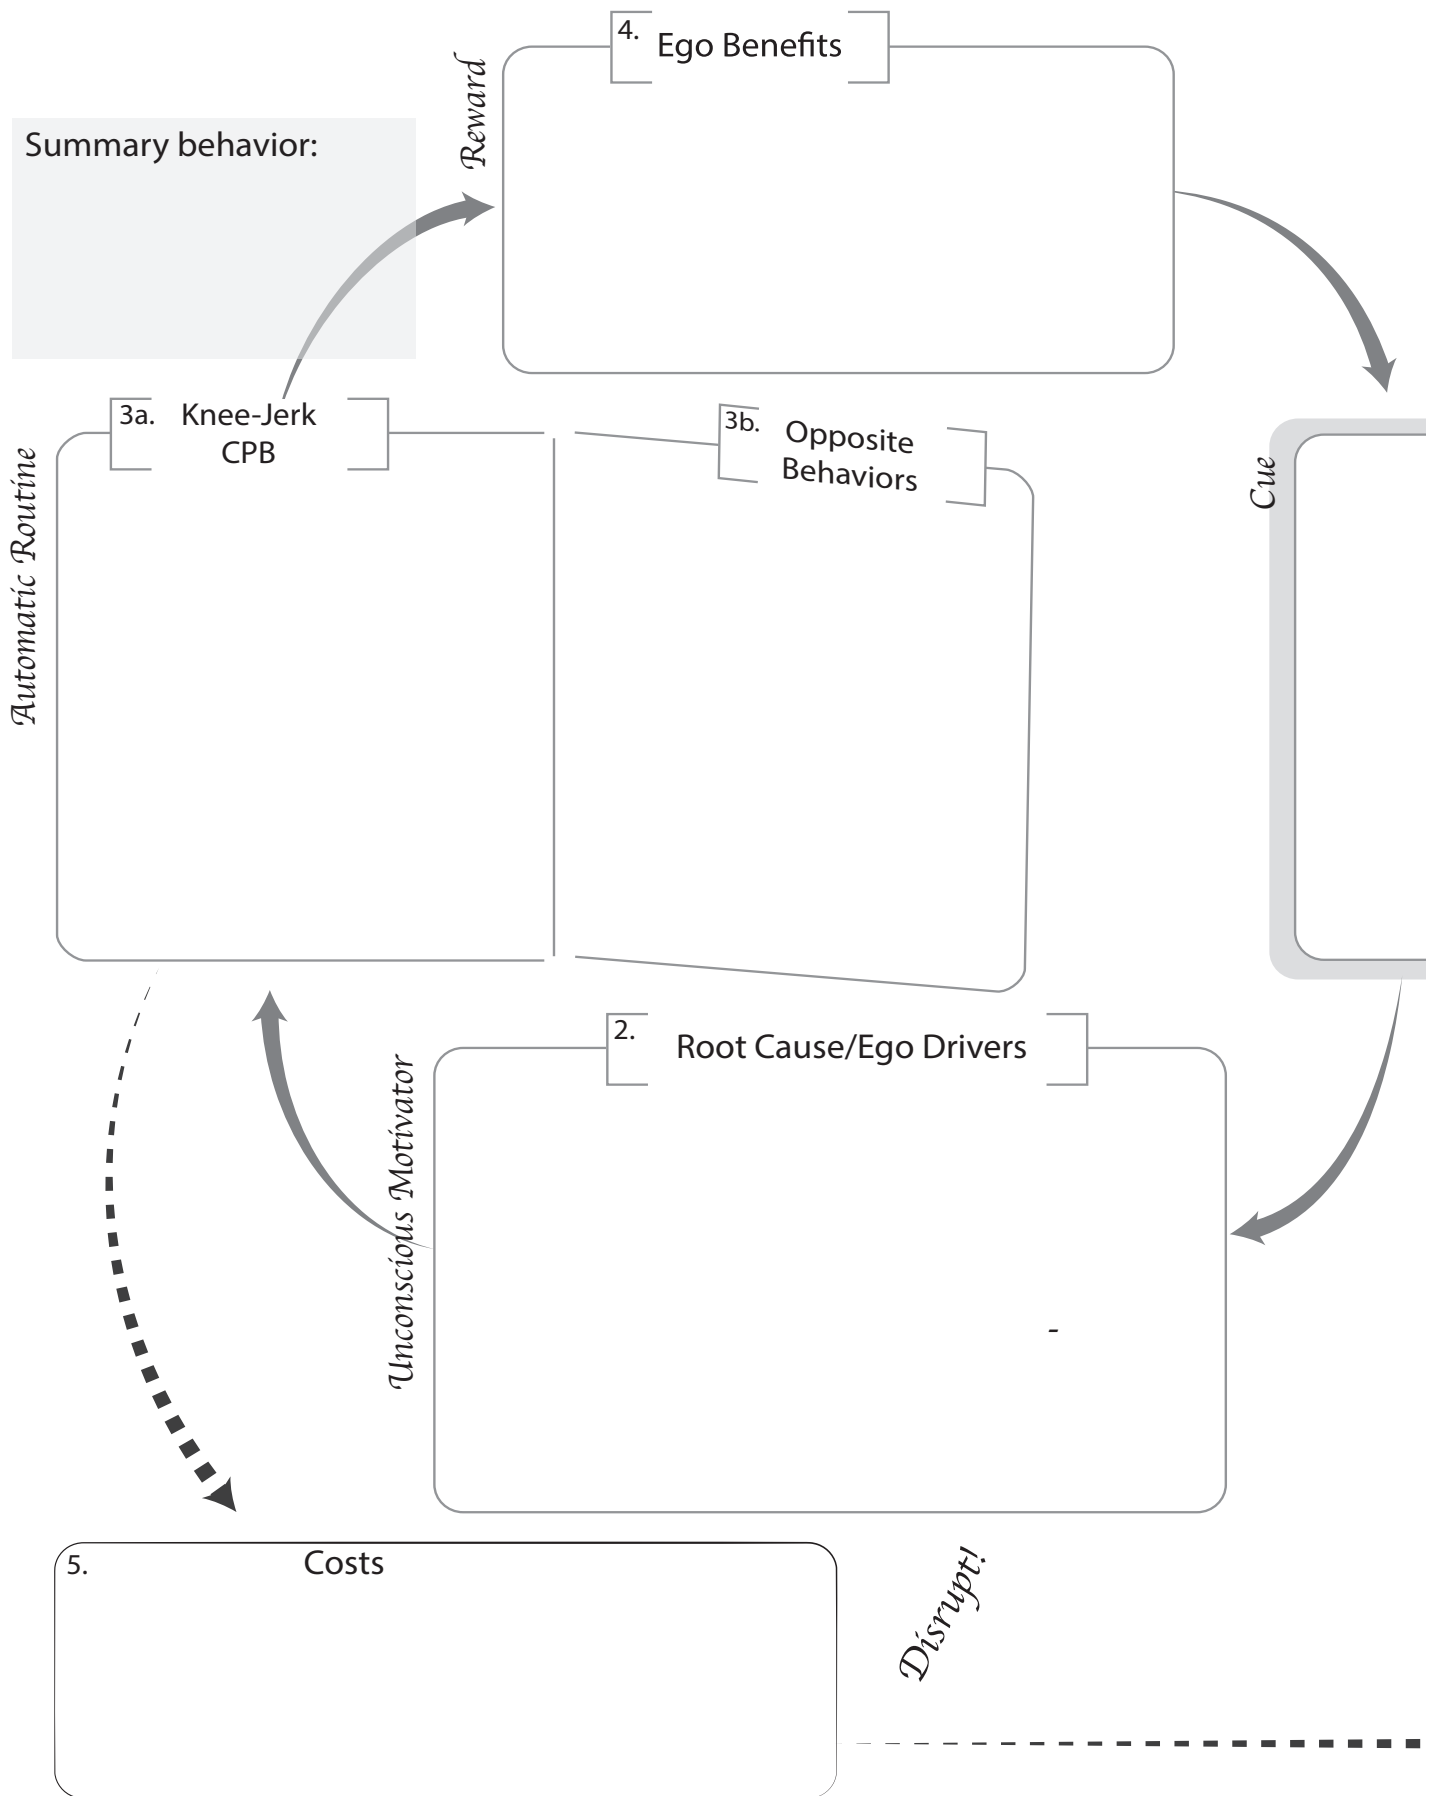 4. Ego Benefits
Reward
Summary behavior:
3a. Knee-Jerk
CPB
3b. Opposite
Behaviors
Automatic Routine
Cue
2. Root Cause/Ego Drivers
Unconscious Motivator
-
5. Costs
Disrupt!